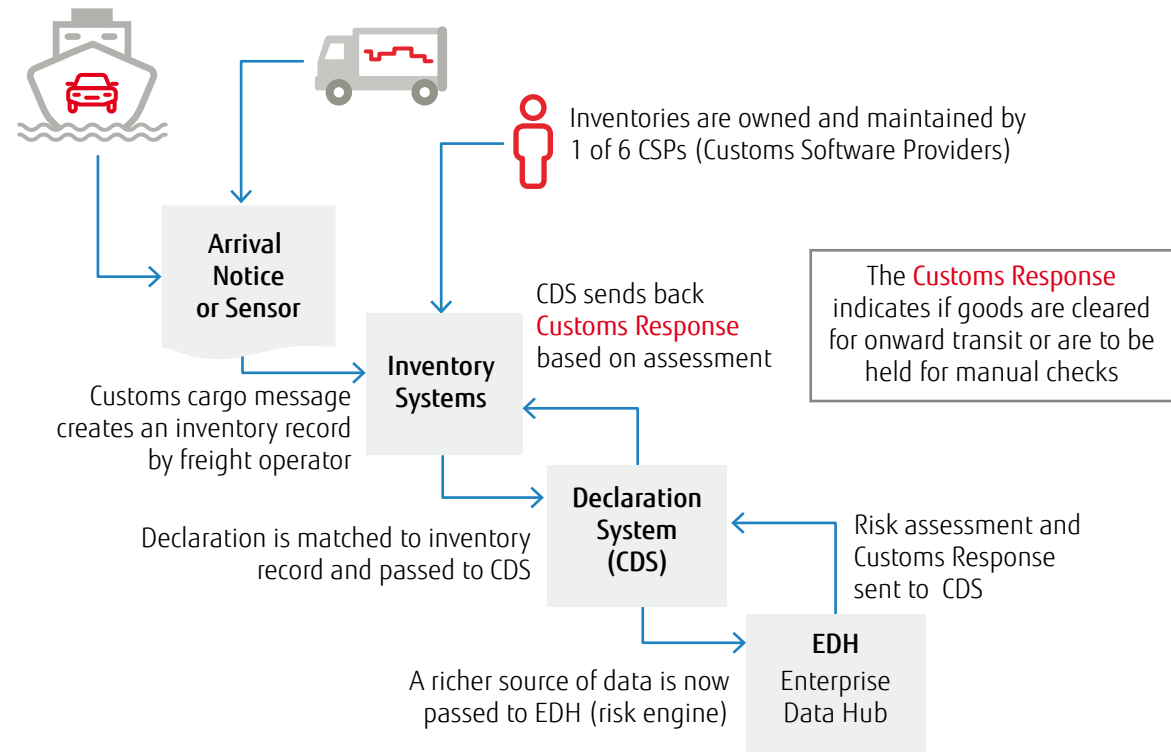 Inventories are owned and maintained by
1 of 6 CSPs (Customs Software Providers)
Arrival
Notice
or Sensor
The Customs Response
indicates if goods are cleared
for onward transit or are to be
held for manual checks
CDS sends back
Customs Response
based on assessment
Inventory
Systems
Customs cargo message
creates an inventory record
by freight operator
Declaration
System
(CDS)
Declaration is matched to inventory
record and passed to CDS
Risk assessment and
Customs Response
sent to CDS
EDH
Enterprise
Data Hub
A richer source of data is now
passed to EDH (risk engine)